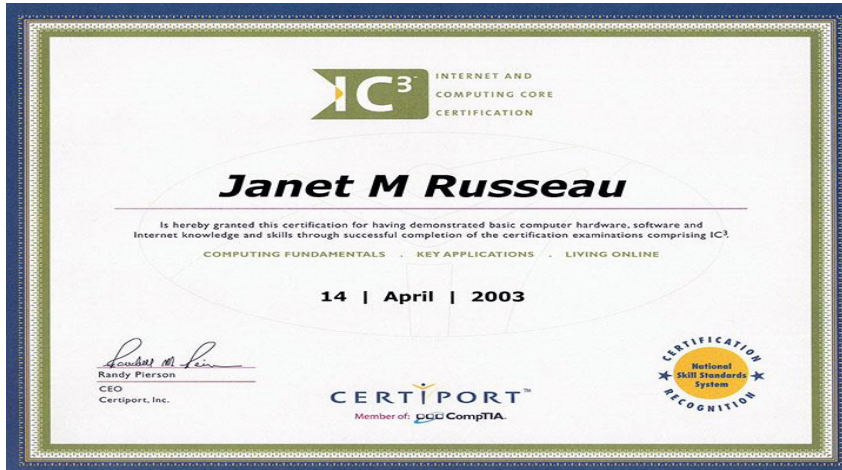 IC³™
INTERNET AND
COMPUTING CORE
CERTIFICATION
Janet M Russeau
Is hereby granted this certification for having demonstrated basic computer hardware, software and
Internet knowledge and skills through successful completion of the certification examinations comprising IC³.
COMPUTING FUNDAMENTALS . KEY APPLICATIONS . LIVING ONLINE
14 | April | 2003
Randy Pierson
CEO
Certiport, Inc.
CERTIPORT™
Member of: CompTIA.
CERTIFICATION
National
Skill Standards
System
RECOGNITION